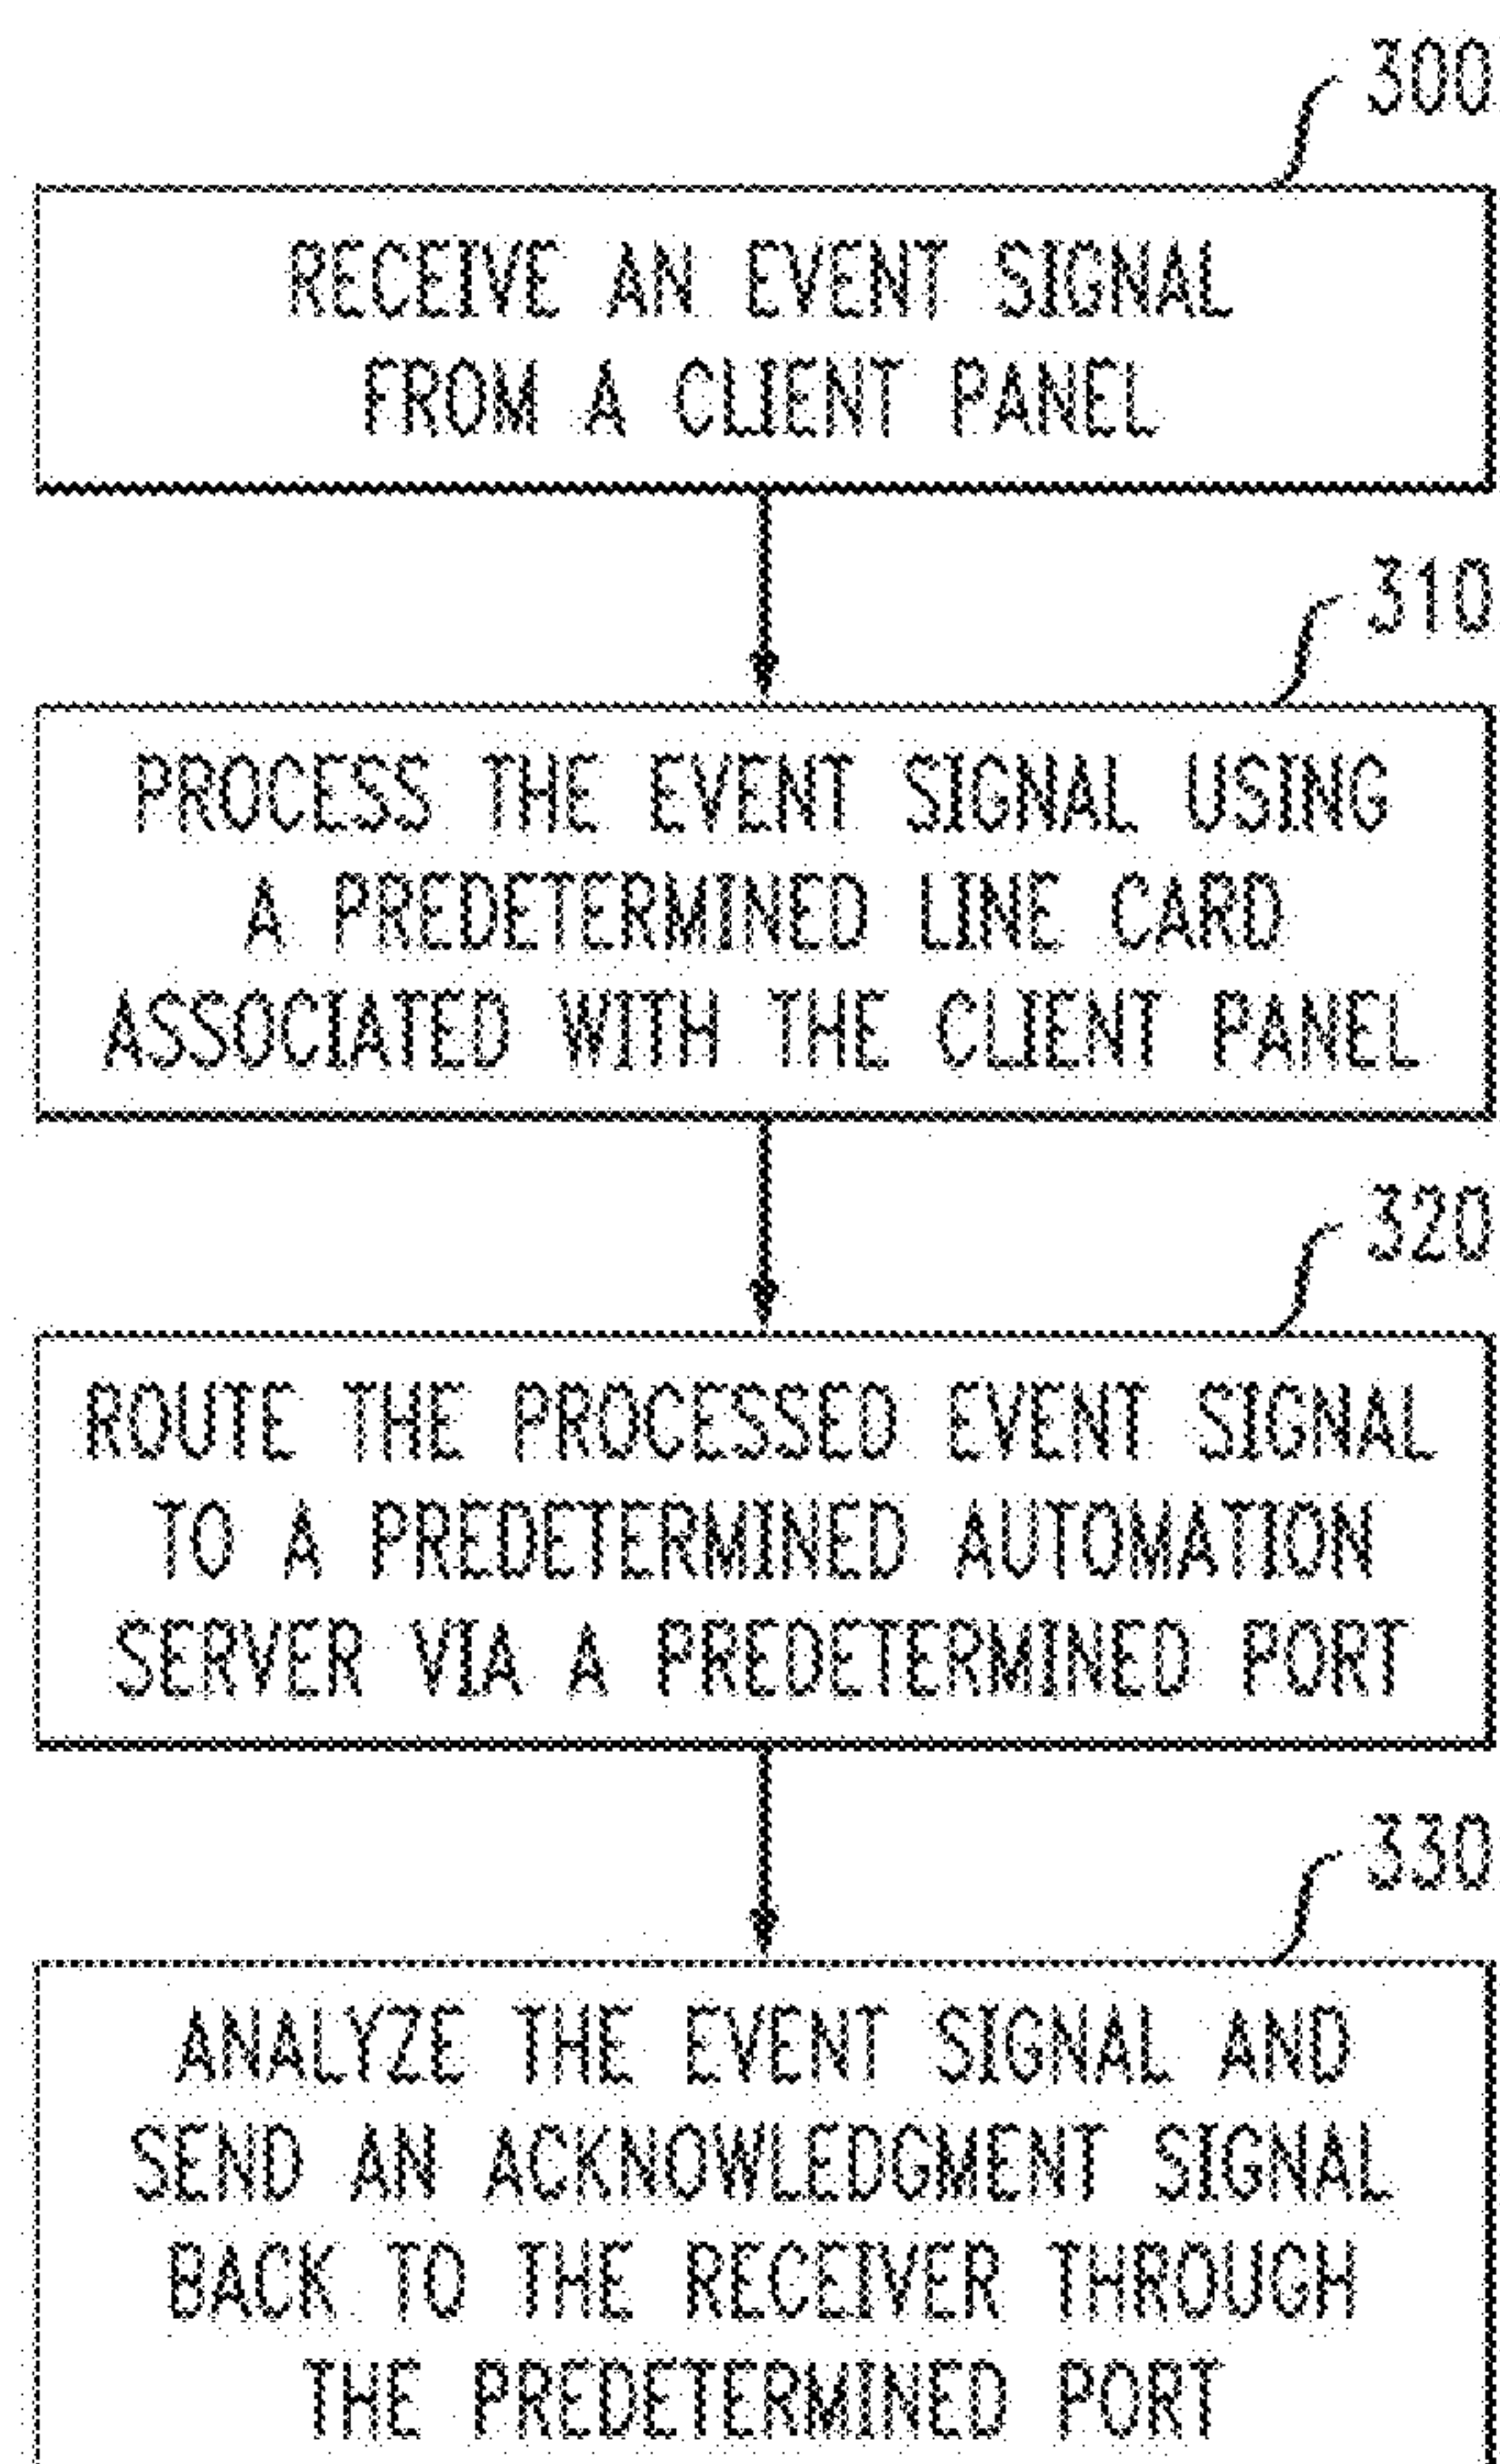 300
RECEIVE AN EVENT SIGNAL
FROM A CLIENT PANEL
310
PROCESS THE EVENT SIGNAL USING
A PREDETERMINED LINE CARD
ASSOCIATED WITH THE CLIENT PANEL
320
ROUTE THE PROCESSED EVENT SIGNAL
TO A PREDETERMINED AUTOMATION
SERVER VIA A PREDETERMINED PORT
330
ANALYZE THE EVENT SIGNAL AND
SEND AN ACKNOWLEDGMENT SIGNAL
BACK TO THE RECEIVER THROUGH
THE PREDETERMINED PORT